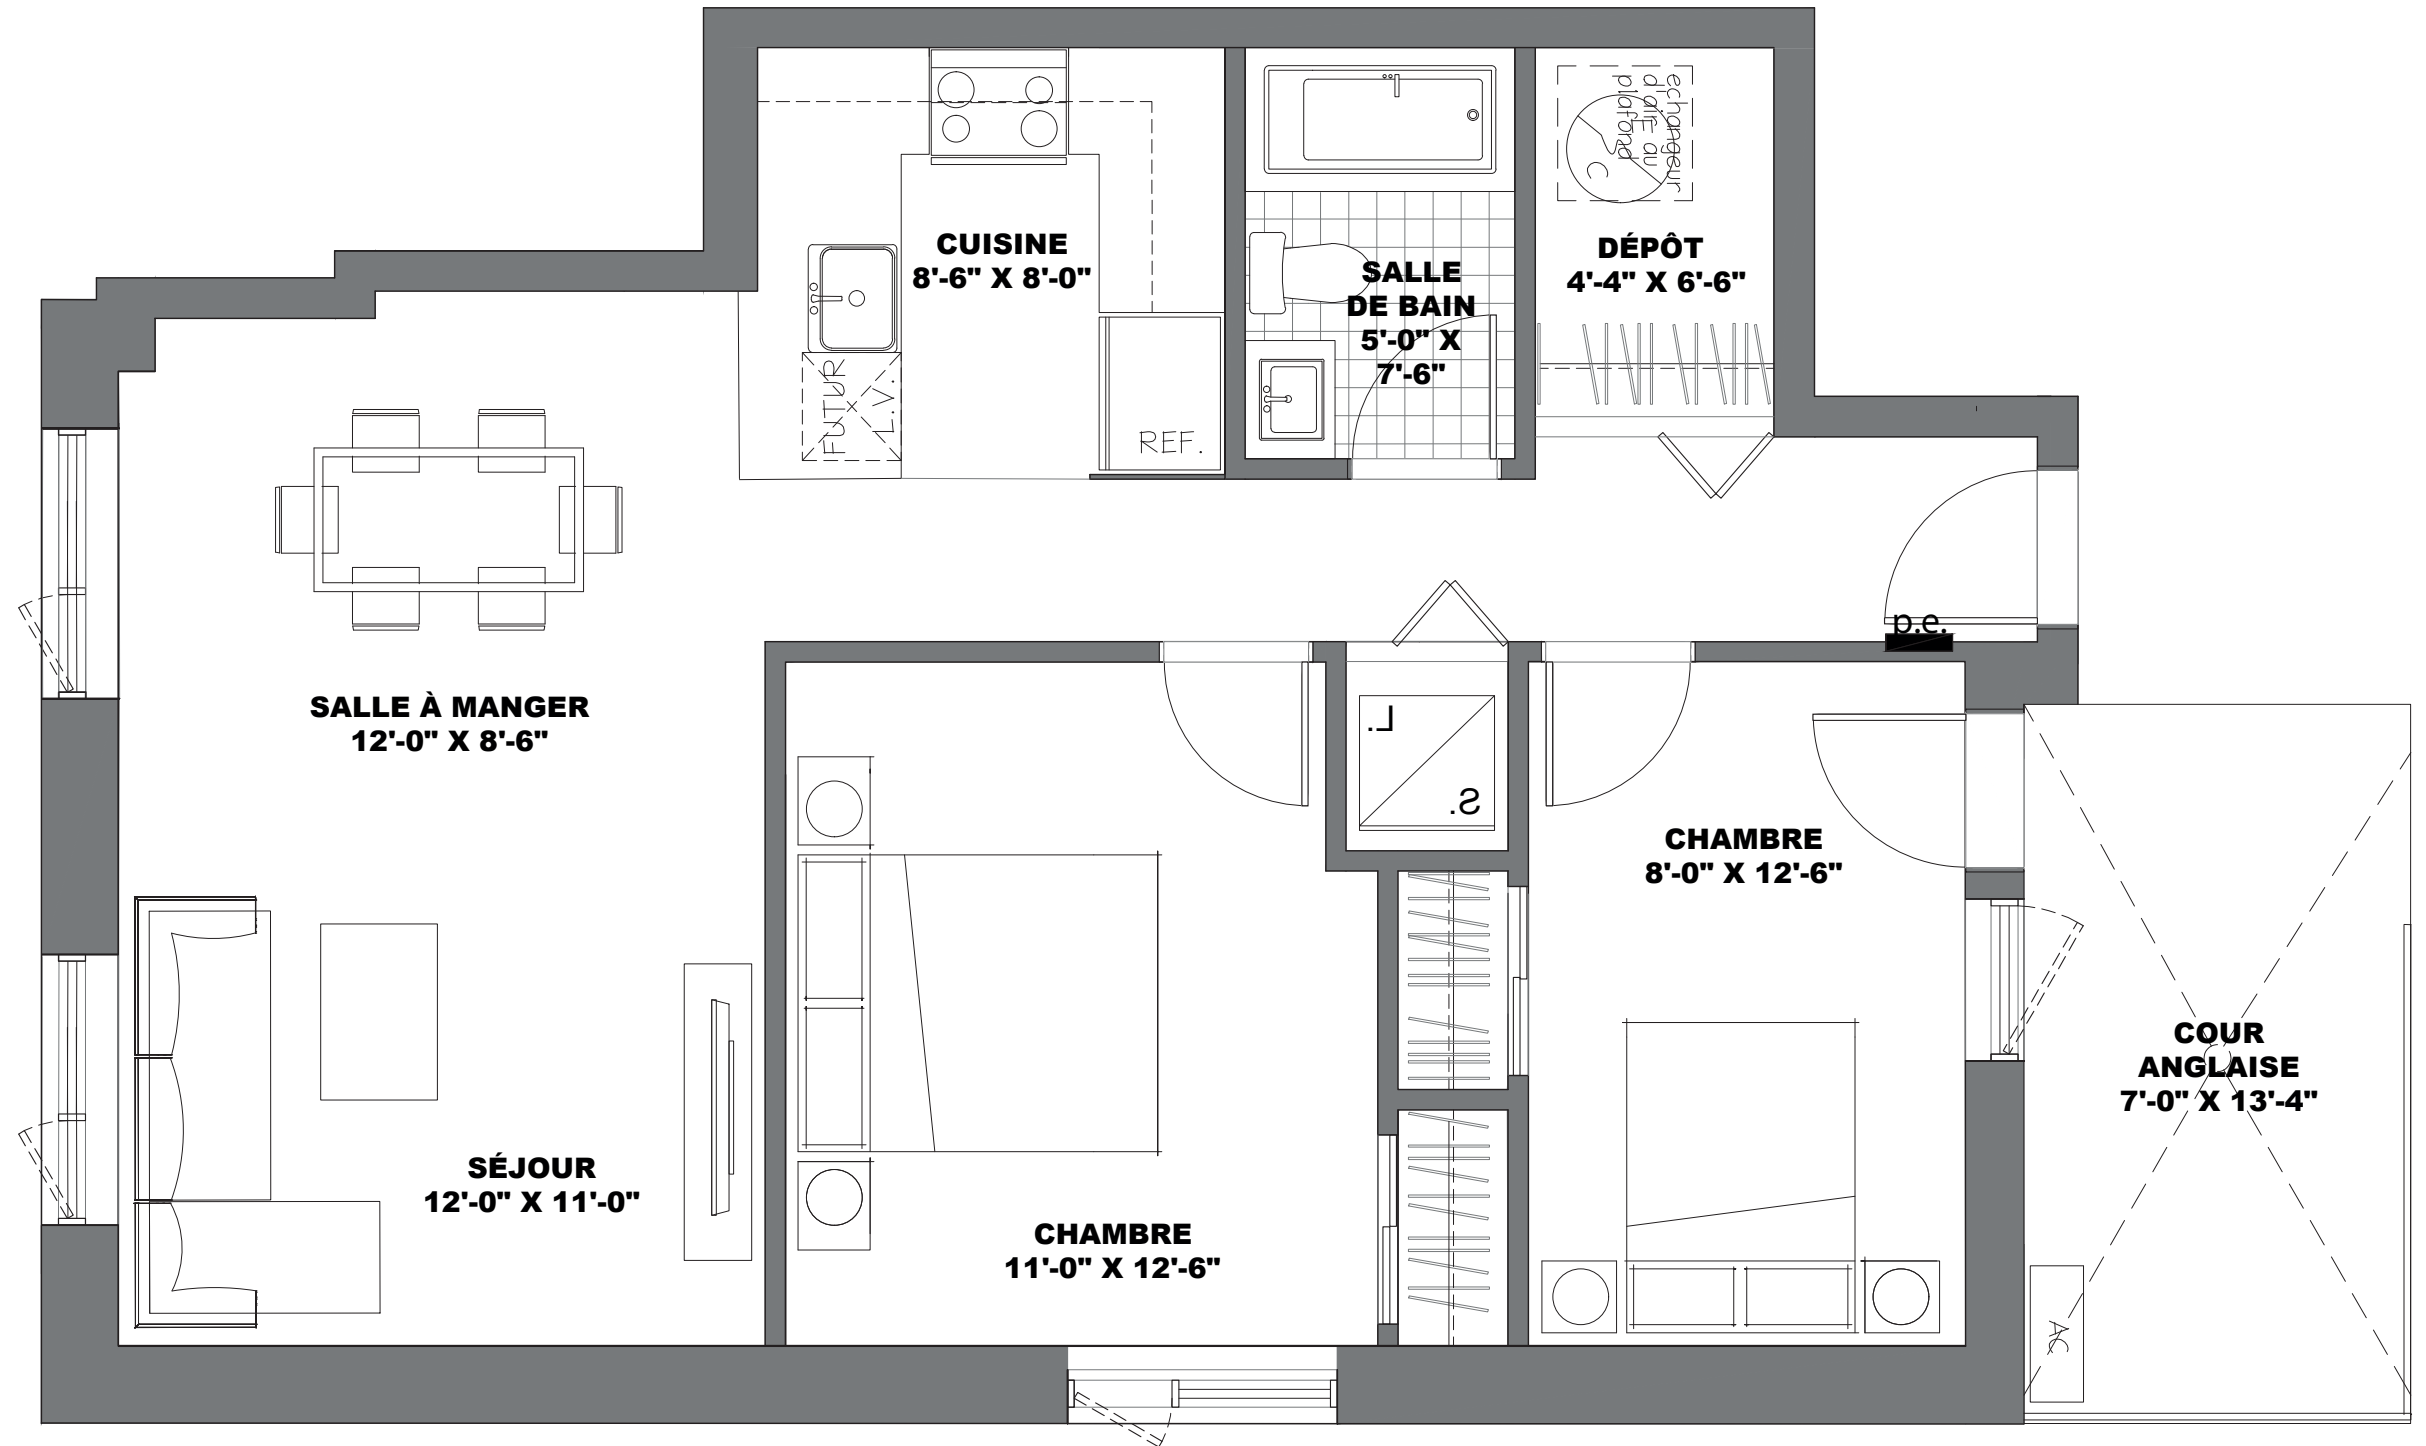 CUISINE
8'-6" X 8'-0"
FUTUR
L.V.
REF.
SALLE
DE BAIN
5'-0" X
7'-6"
échangeur
d'air au
plafond
E
C
DÉPÔT
4'-4" X 6'-6"
p.e.
SALLE À MANGER
12'-0" X 8'-6"
L.
S.
CHAMBRE
8'-0" X 12'-6"
COUR
ANGLAISE
7'-0" X 13'-4"
SÉJOUR
12'-0" X 11'-0"
CHAMBRE
11'-0" X 12'-6"
AC